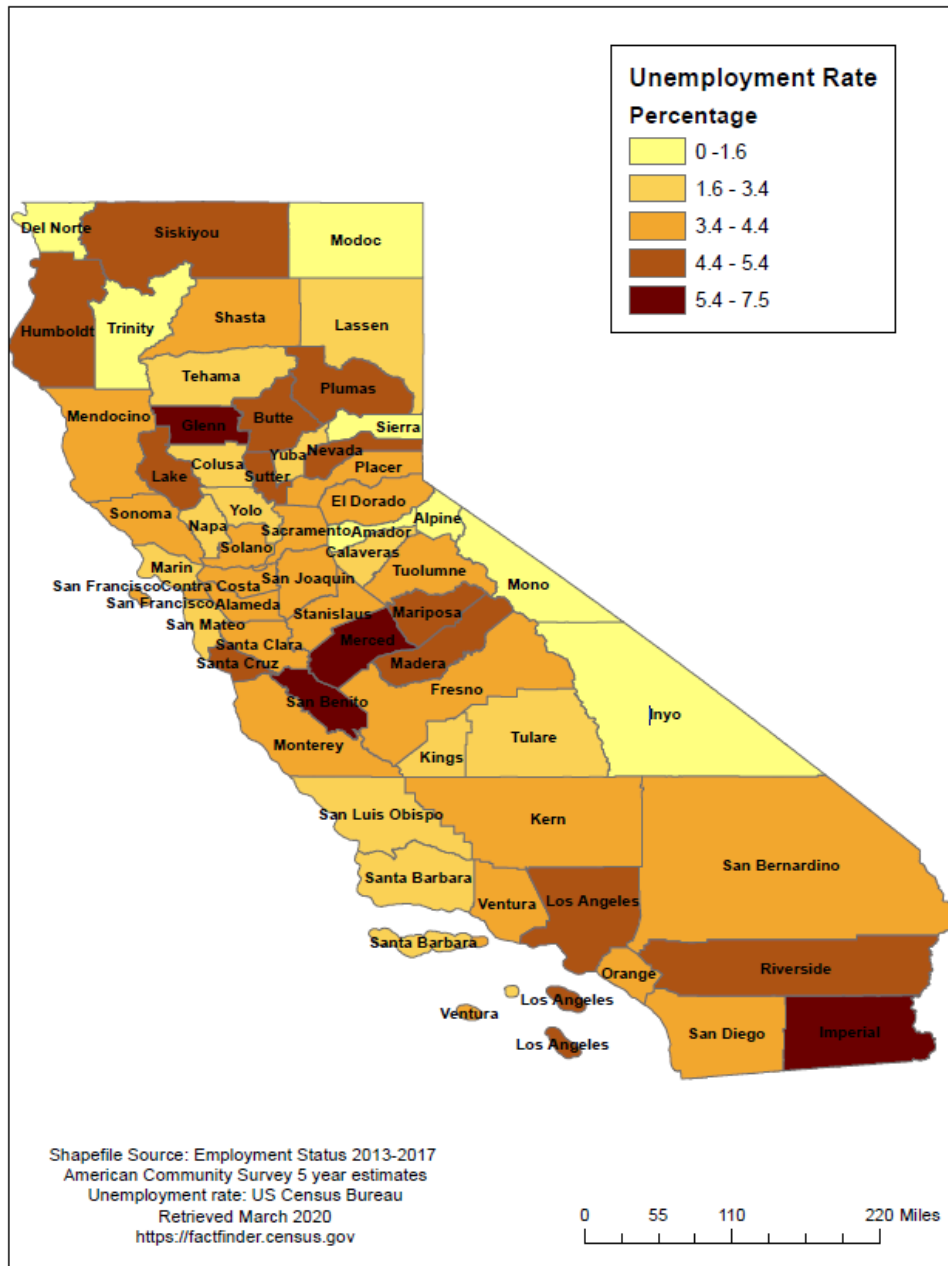 Unemployment Rate
Percentage
0 -1.6
1.6 - 3.4
3.4 - 4.4
4.4 - 5.4
5.4 - 7.5
Del Norte
Siskiyou
Modoc
Humboldt
Trinity
Shasta
Lassen
Tehama
Plumas
Mendocino
Glenn
Butte
Sierra
Colusa
Yuba
Nevada
Lake
Sutter
Placer
El Dorado
Sonoma
Napa
Yolo
Sacramento
Amador
Alpine
Solano
Calaveras
Marin
San Francisco
Contra Costa
San Joaquin
Tuolumne
Mono
San Francisco
Alameda
Stanislaus
Mariposa
San Mateo
Santa Clara
Merced
Santa Cruz
Madera
San Benito
Fresno
Inyo
Monterey
Kings
Tulare
San Luis Obispo
Kern
Santa Barbara
San Bernardino
Ventura
Los Angeles
Santa Barbara
Orange
Riverside
Ventura
Los Angeles
San Diego
Imperial
Los Angeles
Shapefile Source: Employment Status 2013-2017
American Community Survey 5 year estimates
Unemployment rate: US Census Bureau
Retrieved March 2020
https://factfinder.census.gov
0 55 110 220 Miles